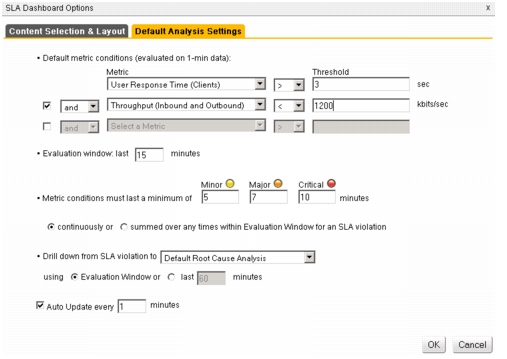 SLA Dashboard Options x
Content Selection & Layout Default Analysis Settings
• Default metric conditions (evaluated on 1-min data):
Metric Threshold
User Response Time (Clients) > 3 sec
and Throughput (Inbound and Outbound) < 1200 kbits/sec
and Select a Metric >
• Evaluation window: last 15 minutes
Minor Major Critical
• Metric conditions must last a minimum of 5 7 10 minutes
continuously or summed over any times within Evaluation Window for an SLA violation
• Drill down from SLA violation to Default Root Cause Analysis
using Evaluation Window or last 60 minutes
Auto Update every 1 minutes
OK Cancel